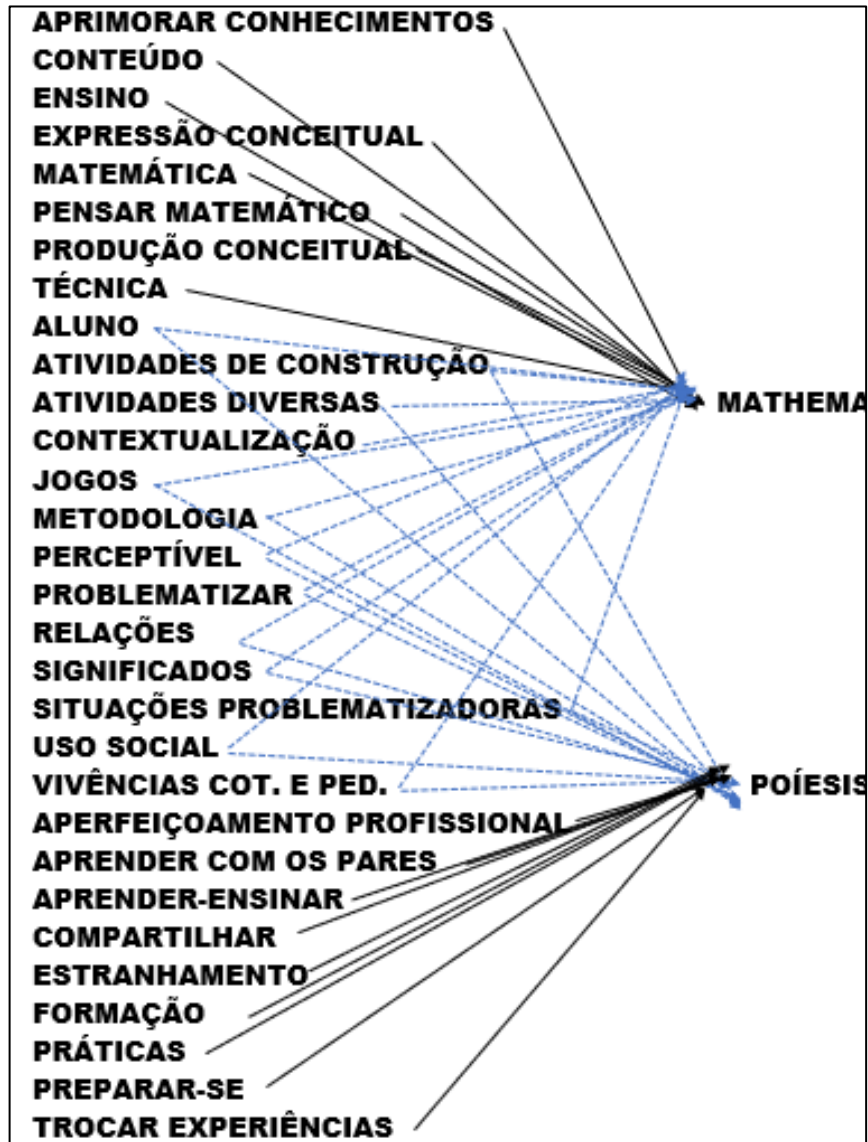 APRIMORAR CONHECIMENTOS
CONTEÚDO
ENSINO
EXPRESSÃO CONCEITUAL
MATEMÁTICA
PENSAR MATEMÁTICO
PRODUÇÃO CONCEITUAL
TÉCNICA
ALUNO
ATIVIDADES DE CONSTRUÇÃO
ATIVIDADES DIVERSAS
MATHEMA
CONTEXTUALIZAÇÃO
JOGOS
METODOLOGIA
PERCEPTÍVEL
PROBLEMATIZAR
RELAÇÕES
SIGNIFICADOS
SITUAÇÕES PROBLEMATIZADORAS
USO SOCIAL
VIVÊNCIAS COT. E PED.
POÍESIS
APERFEIÇOAMENTO PROFISSIONAL
APRENDER COM OS PARES
APRENDER-ENSINAR
COMPARTILHAR
ESTRANHAMENTO
FORMAÇÃO
PRÁTICAS
PREPARAR-SE
TROCAR EXPERIÊNCIAS